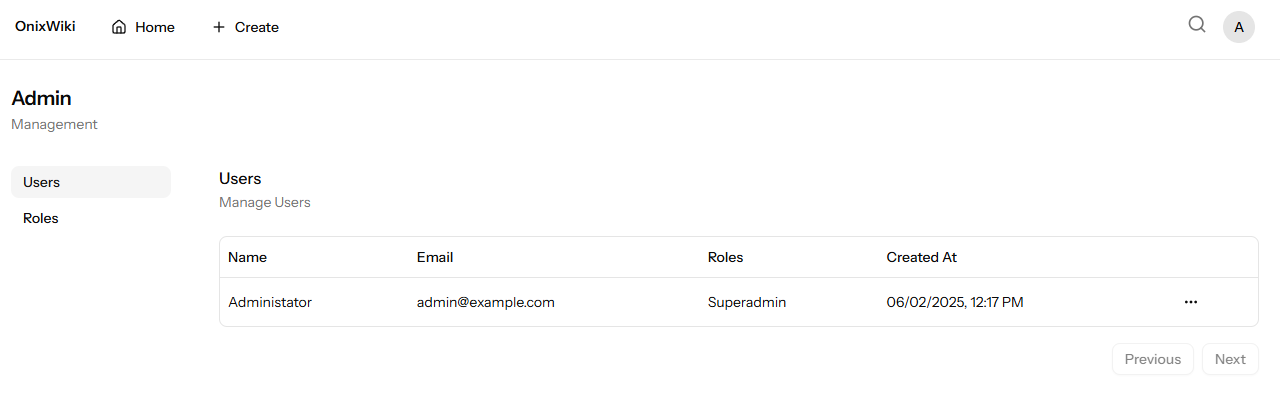 OnixWiki Home Create A
Admin
Management
Users
Roles
Users
Manage Users
Name Email Roles Created At
Administator admin@example.com Superadmin 06/02/2025, 12:17 PM
Previous Next